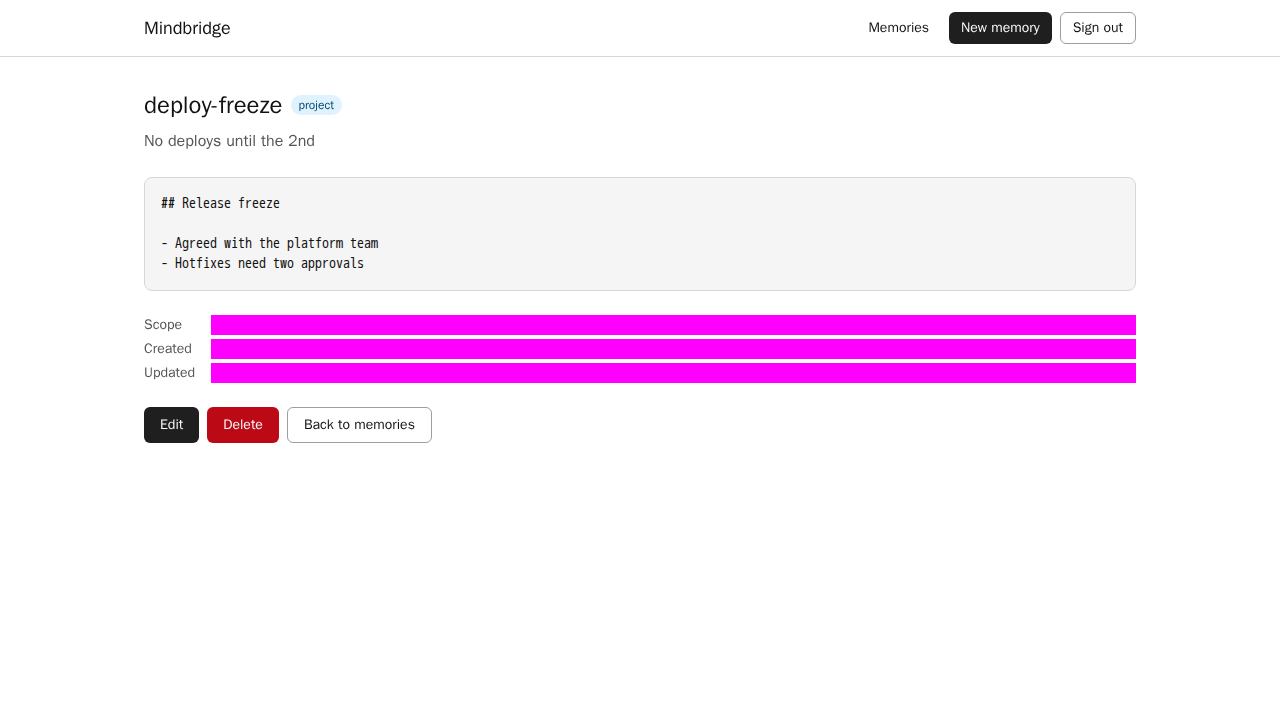 Mindbridge
Memories
New memory
Sign out
deploy-freeze
project
No deploys until the 2nd
## Release freeze
- Agreed with the platform team
- Hotfixes need two approvals
Scope
Created
Updated
Edit
Delete
Back to memories